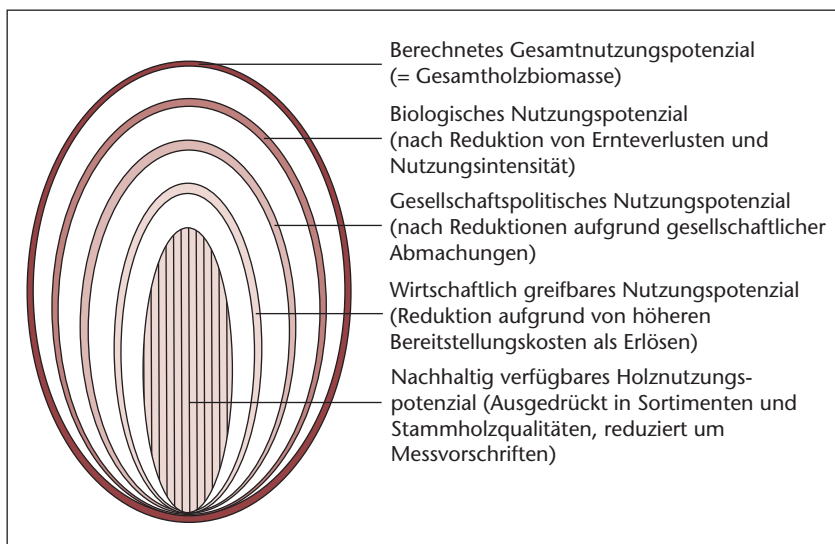 Berechnetes Gesamtnutzungspotenzial
(= Gesamtholzbiomasse)
Biologisches Nutzungspotenzial
(nach Reduktion von Ernteverlusten und
Nutzungsintensität)
Gesellschaftspolitisches Nutzungspotenzial
(nach Reduktionen aufgrund gesellschaftlicher
Abmachungen)
Wirtschaftlich greifbares Nutzungspotenzial
(Reduktion aufgrund von höheren
Bereitstellungskosten als Erlösen)
Nachhaltig verfügbares Holznutzungs-
potenzial (Ausgedrückt in Sortimenten und
Stammholzqualitäten, reduziert um
Messvorschriften)